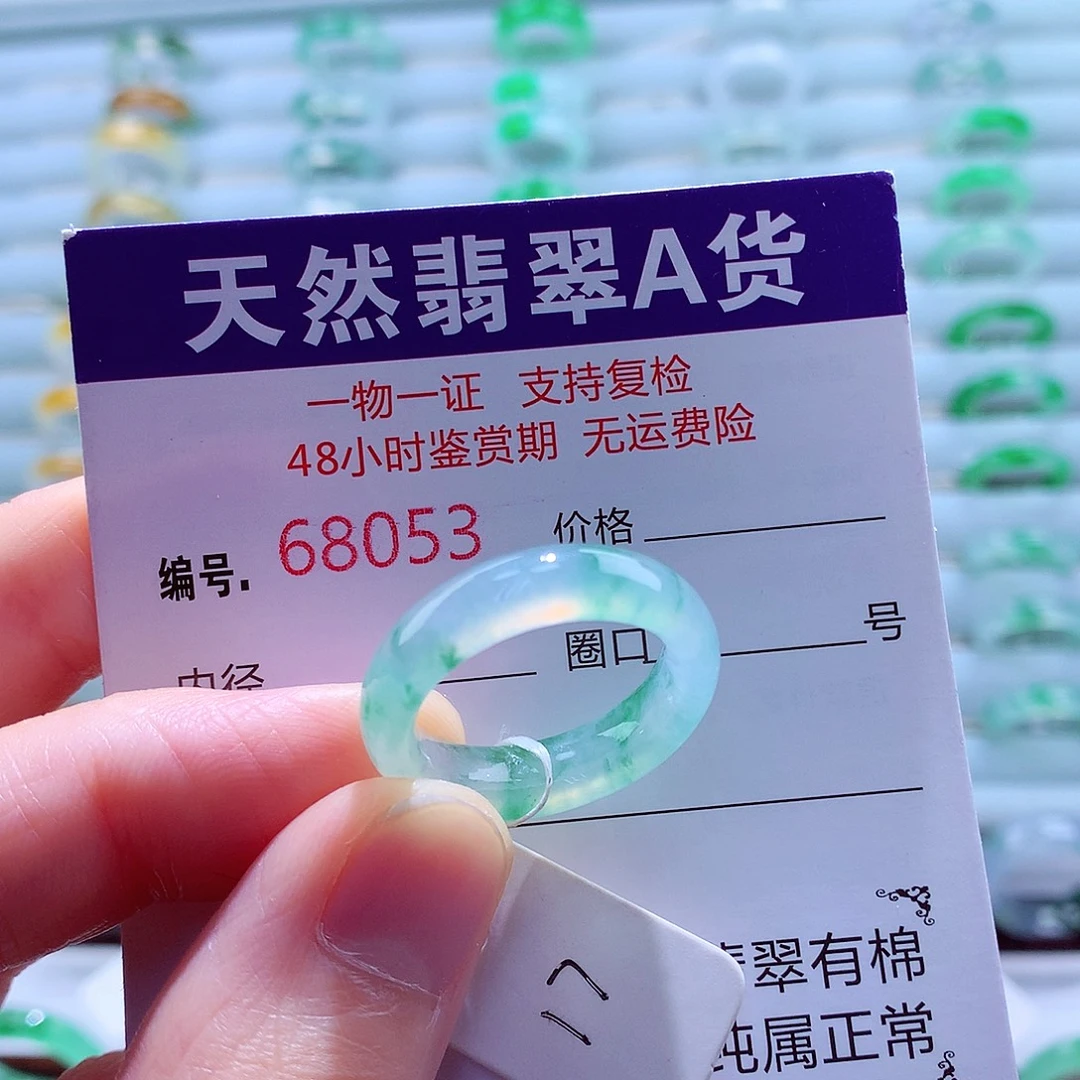 天然翡翠A货
一物一证 支持复检
48小时鉴赏期 无运费险
编号. 68053 价格
内径 圈口 号
翠有棉
纯属正常